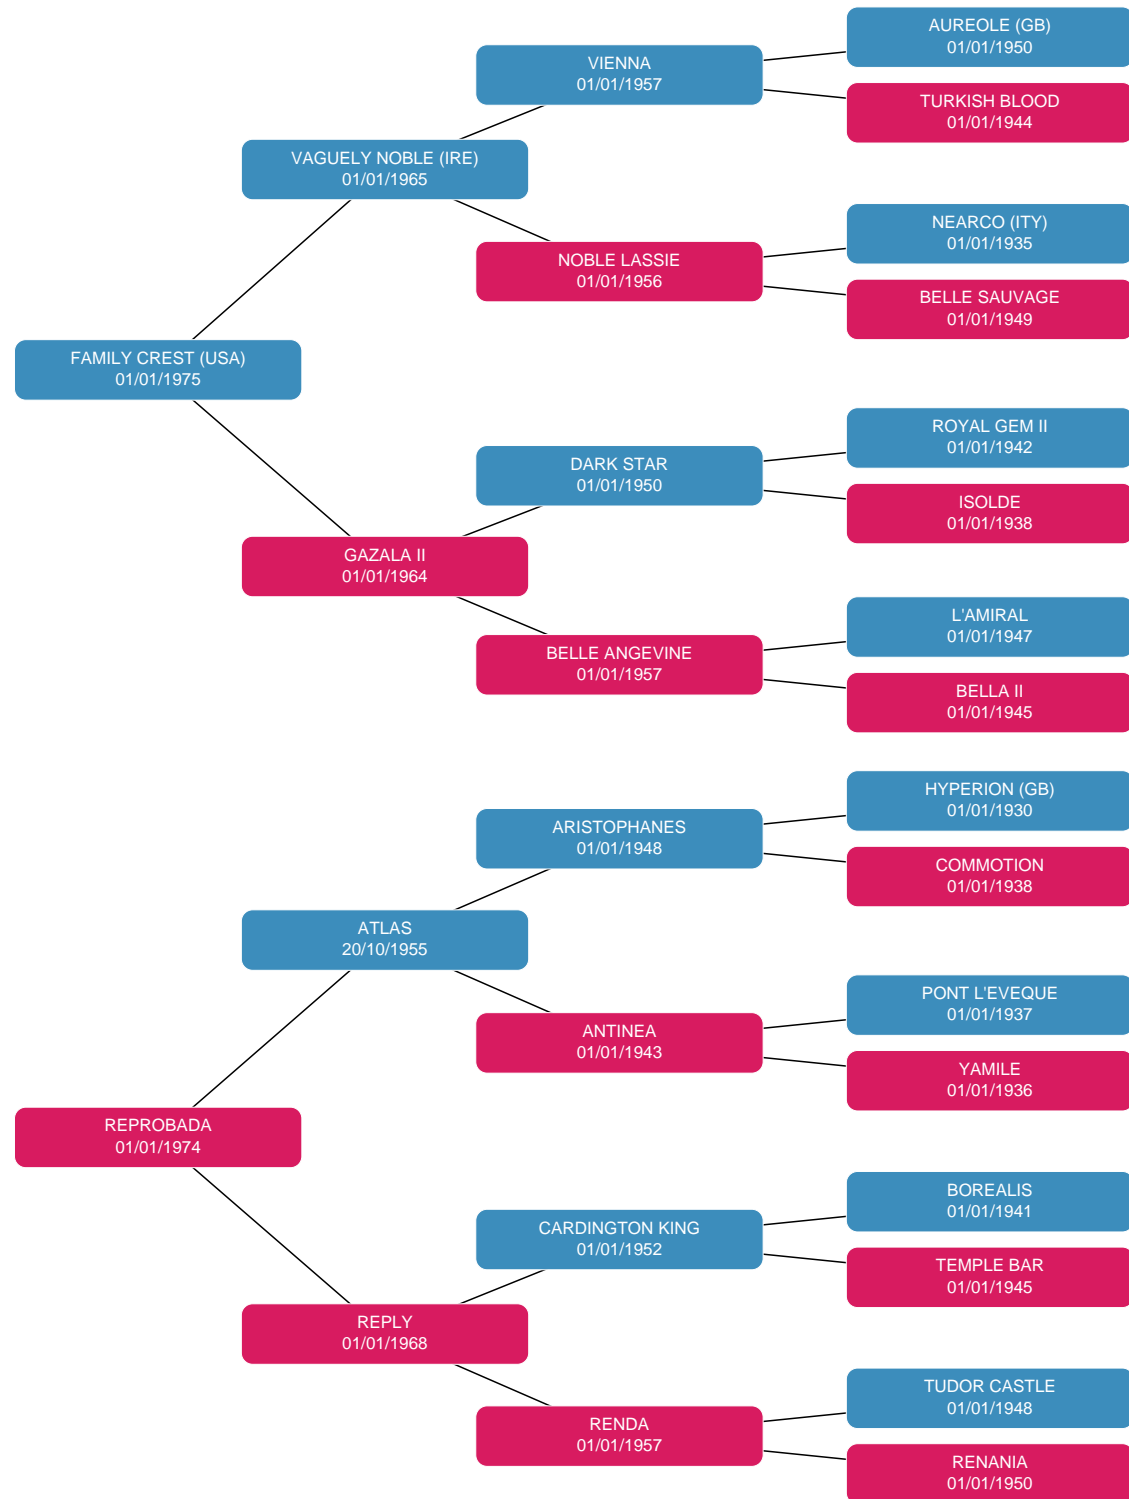 AUREOLE (GB)
01/01/1950
VIENNA
01/01/1957
TURKISH BLOOD
01/01/1944
VAGUELY NOBLE (IRE)
01/01/1965
NEARCO (ITY)
01/01/1935
NOBLE LASSIE
01/01/1956
BELLE SAUVAGE
01/01/1949
FAMILY CREST (USA)
01/01/1975
ROYAL GEM II
01/01/1942
DARK STAR
01/01/1950
ISOLDE
01/01/1938
GAZALA II
01/01/1964
L'AMIRAL
01/01/1947
BELLE ANGEVINE
01/01/1957
BELLA II
01/01/1945
HYPERION (GB)
01/01/1930
ARISTOPHANES
01/01/1948
COMMOTION
01/01/1938
ATLAS
20/10/1955
PONT L'EVEQUE
01/01/1937
ANTINEA
01/01/1943
YAMILE
01/01/1936
REPROBADA
01/01/1974
BOREALIS
01/01/1941
CARDINGTON KING
01/01/1952
TEMPLE BAR
01/01/1945
REPLY
01/01/1968
TUDOR CASTLE
01/01/1948
RENDA
01/01/1957
RENANIA
01/01/1950